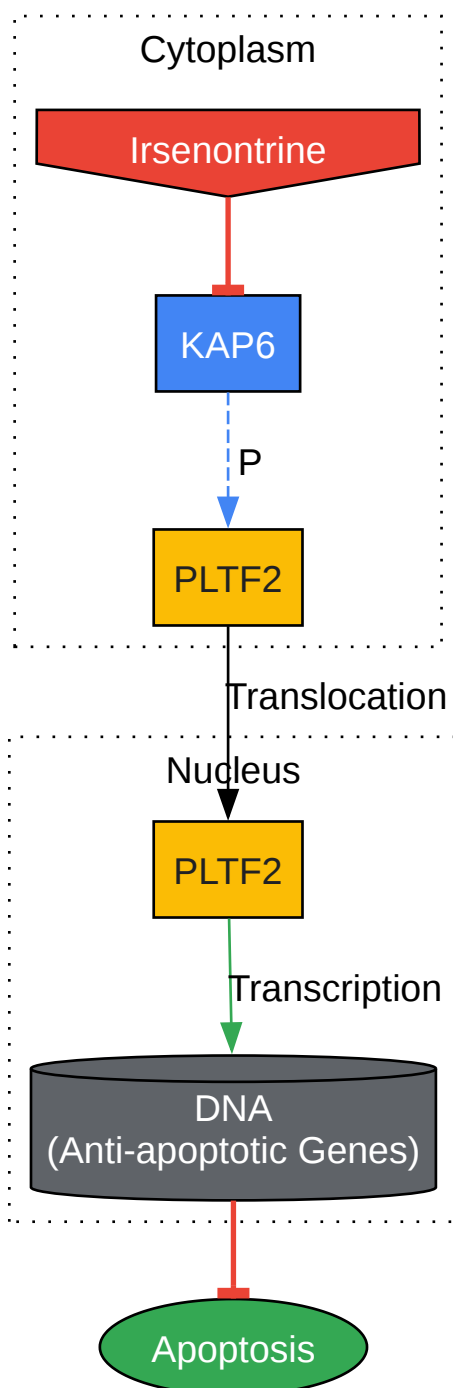 Cytoplasm
Irsenontrine
KAP6
P
PLTF2
Translocation
Nucleus
PLTF2
Transcription
DNA
(Anti-apoptotic Genes)
Apoptosis